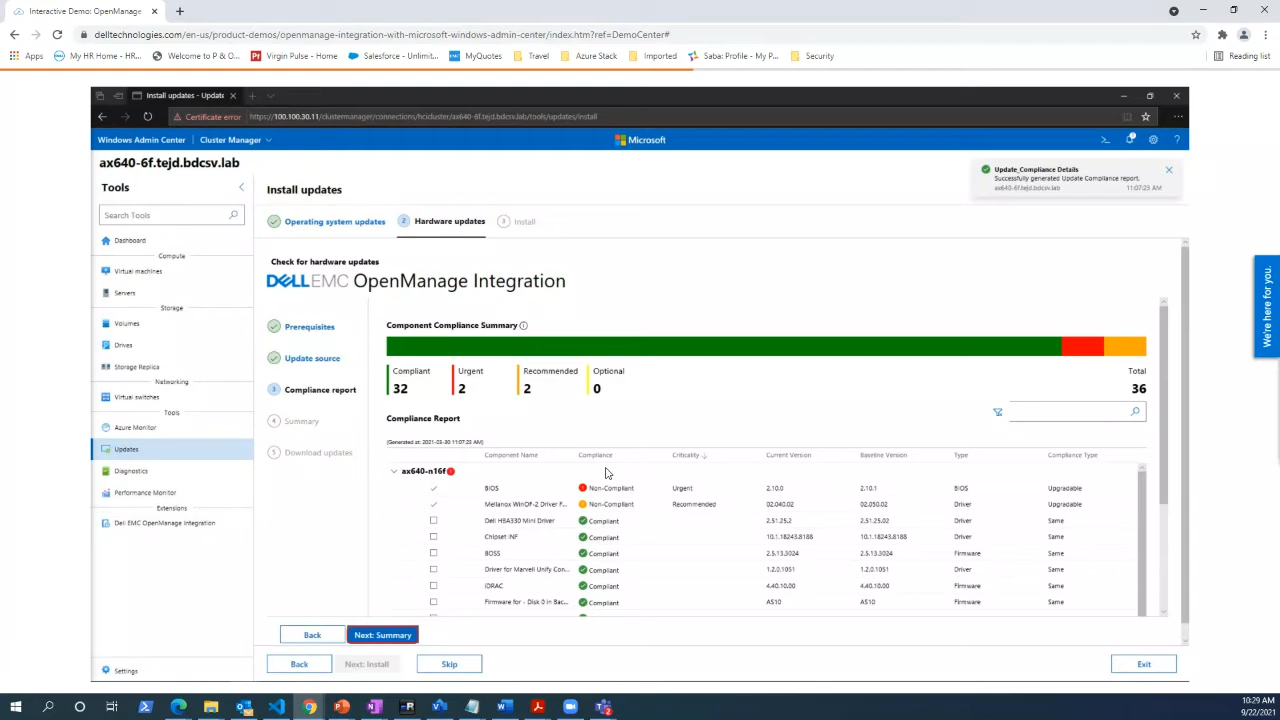 Interactive Demo: OpenManage
delltechnologies.com/en-us/product-demos/openmanage-integration-with-microsoft-windows-admin-center/index.htm?ref=DemoCenter#
Apps My HR Home - HR... Welcome to P & O... Virgin Pulse - Home Salesforce - Unlimit... MyQuotes Travel Azure Stack Imported Saba: Profile - My P... Security Reading list
Install updates - Update
Certificate error https://100.100.30.11/clustermanager/connections/hcicluster/ax640-6f.tejd.bdcsv.lab/tools/updates/install
Windows Admin Center Cluster Manager Microsoft
ax640-6f.tejd.bdcsv.lab
Update_Compliance Details
Successfully generated Update Compliance report.
ax640-6f.tejd.bdcsv.lab 11:07:23 AM
Tools
Search Tools
Dashboard
Compute
Virtual machines
Servers
Storage
Volumes
Drives
Storage Replica
Networking
Virtual switches
Tools
Azure Monitor
Updates
Diagnostics
Performance Monitor
Extensions
Dell EMC OpenManage Integration
Settings
Install updates
Operating system updates 2 Hardware updates 3 Install
Check for hardware updates
DELLEMC OpenManage Integration
Prerequisites
Update source
3 Compliance report
4 Summary
5 Download updates
Component Compliance Summary
Compliant Urgent Recommended Optional Total
32 2 2 0 36
Compliance Report
(Generated at: 2021-03-30 11:07:23 AM)
Component Name Compliance Criticality Current Version Baseline Version Type Compliance Type
ax640-n16f
BIOS Non-Compliant Urgent 2.10.0 2.10.1 BIOS Upgradable
Mellanox WinOF-2 Driver F... Non-Compliant Recommended 02.040.02 02.050.02 Driver Upgradable
Dell HBA330 Mini Driver Compliant 2.51.25.2 2.51.25.02 Driver Same
Chipset INF Compliant 10.1.18243.8188 10.1.18243.8188 Driver Same
BOSS Compliant 2.5.13.3024 2.5.13.3024 Firmware Same
Driver for Marvell Unify Con... Compliant 1.2.0.1051 1.2.0.1051 Driver Same
iDRAC Compliant 4.40.10.00 4.40.10.00 Firmware Same
Firmware for - Disk 0 in Bac... Compliant AS10 AS10 Firmware Same
Back Next: Summary
Back Next: Install Skip Exit
We're here for you.
10:29 AM
9/22/2021